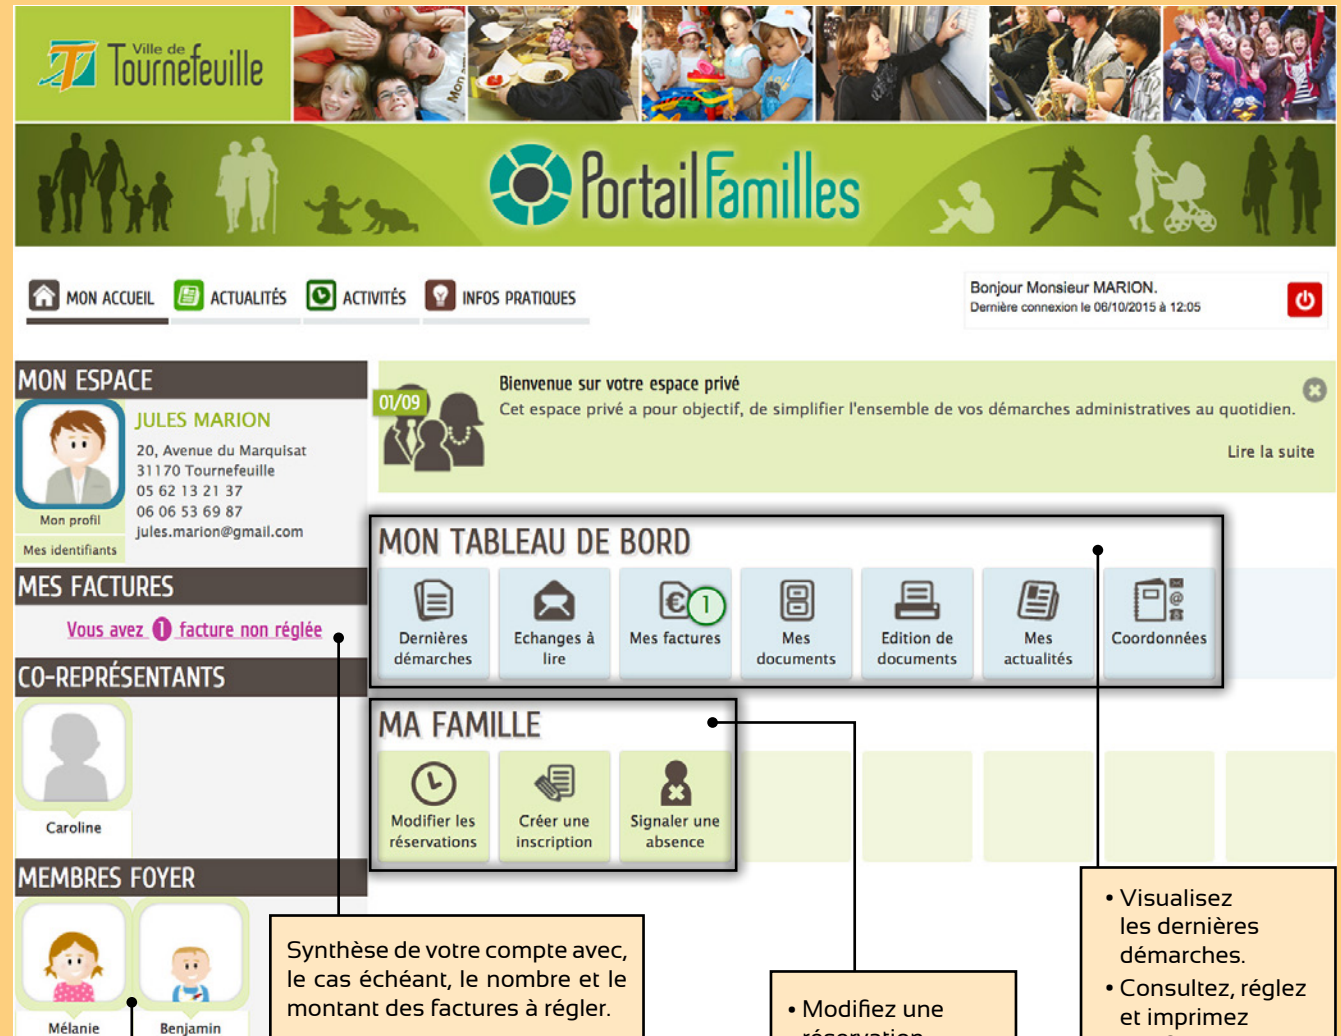 Ville de
Tournefeuille
Mon
Portail Familles
MON ACCUEIL
ACTUALITÉS
ACTIVITÉS
INFOS PRATIQUES
Bonjour Monsieur MARION.
Dernière connexion le 06/10/2015 à 12:05
MON ESPACE
JULES MARION
20, Avenue du Marquisat
31170 Tournefeuille
05 62 13 21 37
06 06 53 69 87
jules.marion@gmail.com
Mon profil
Mes identifiants
01/09
Bienvenue sur votre espace privé
Cet espace privé a pour objectif, de simplifier l'ensemble de vos démarches administratives au quotidien.
Lire la suite
MES FACTURES
Vous avez 1 facture non réglée
CO-REPRÉSENTANTS
Caroline
MEMBRES FOYER
Mélanie
Benjamin
MON TABLEAU DE BORD
Dernières
démarches
Echanges à
lire
1
Mes factures
Mes
documents
Edition de
documents
Mes
actualités
Coordonnées
MA FAMILLE
Modifier les
réservations
Créer une
inscription
Signaler une
absence
Synthèse de votre compte avec,
le cas échéant, le nombre et le
montant des factures à régler.
• Modifiez une
réservation
• Visualisez
les dernières
démarches.
• Consultez, réglez
et imprimez